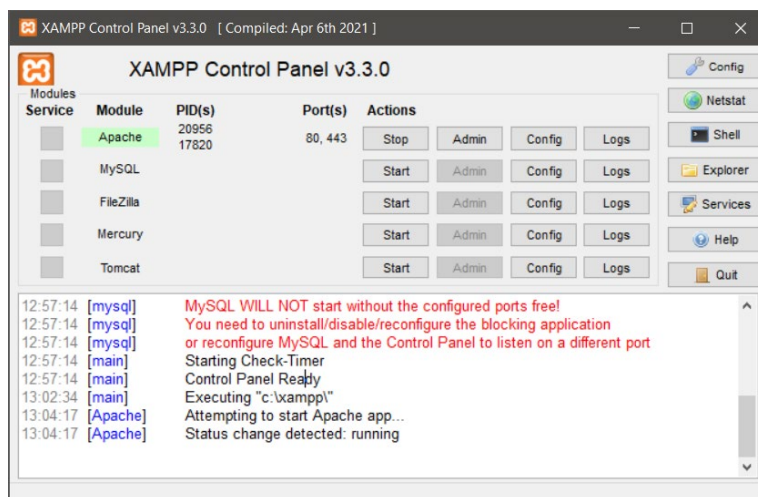 XAMPP Control Panel v3.3.0 [ Compiled: Apr 6th 2021 ]
XAMPP Control Panel v3.3.0
Config
Modules
Service Module PID(s) Port(s) Actions
Netstat
Apache 20956 17820 80, 443 Stop Admin Config Logs
Shell
MySQL Start Admin Config Logs
Explorer
FileZilla Start Admin Config Logs
Services
Mercury Start Admin Config Logs
Help
Tomcat Start Admin Config Logs
Quit
12:57:14 [mysql] MySQL WILL NOT start without the configured ports free!
12:57:14 [mysql] You need to uninstall/disable/reconfigure the blocking application
12:57:14 [mysql] or reconfigure MySQL and the Control Panel to listen on a different port
12:57:14 [main] Starting Check-Timer
12:57:14 [main] Control Panel Ready
13:02:34 [main] Executing "c:\xampp\"
13:04:17 [Apache] Attempting to start Apache app...
13:04:17 [Apache] Status change detected: running